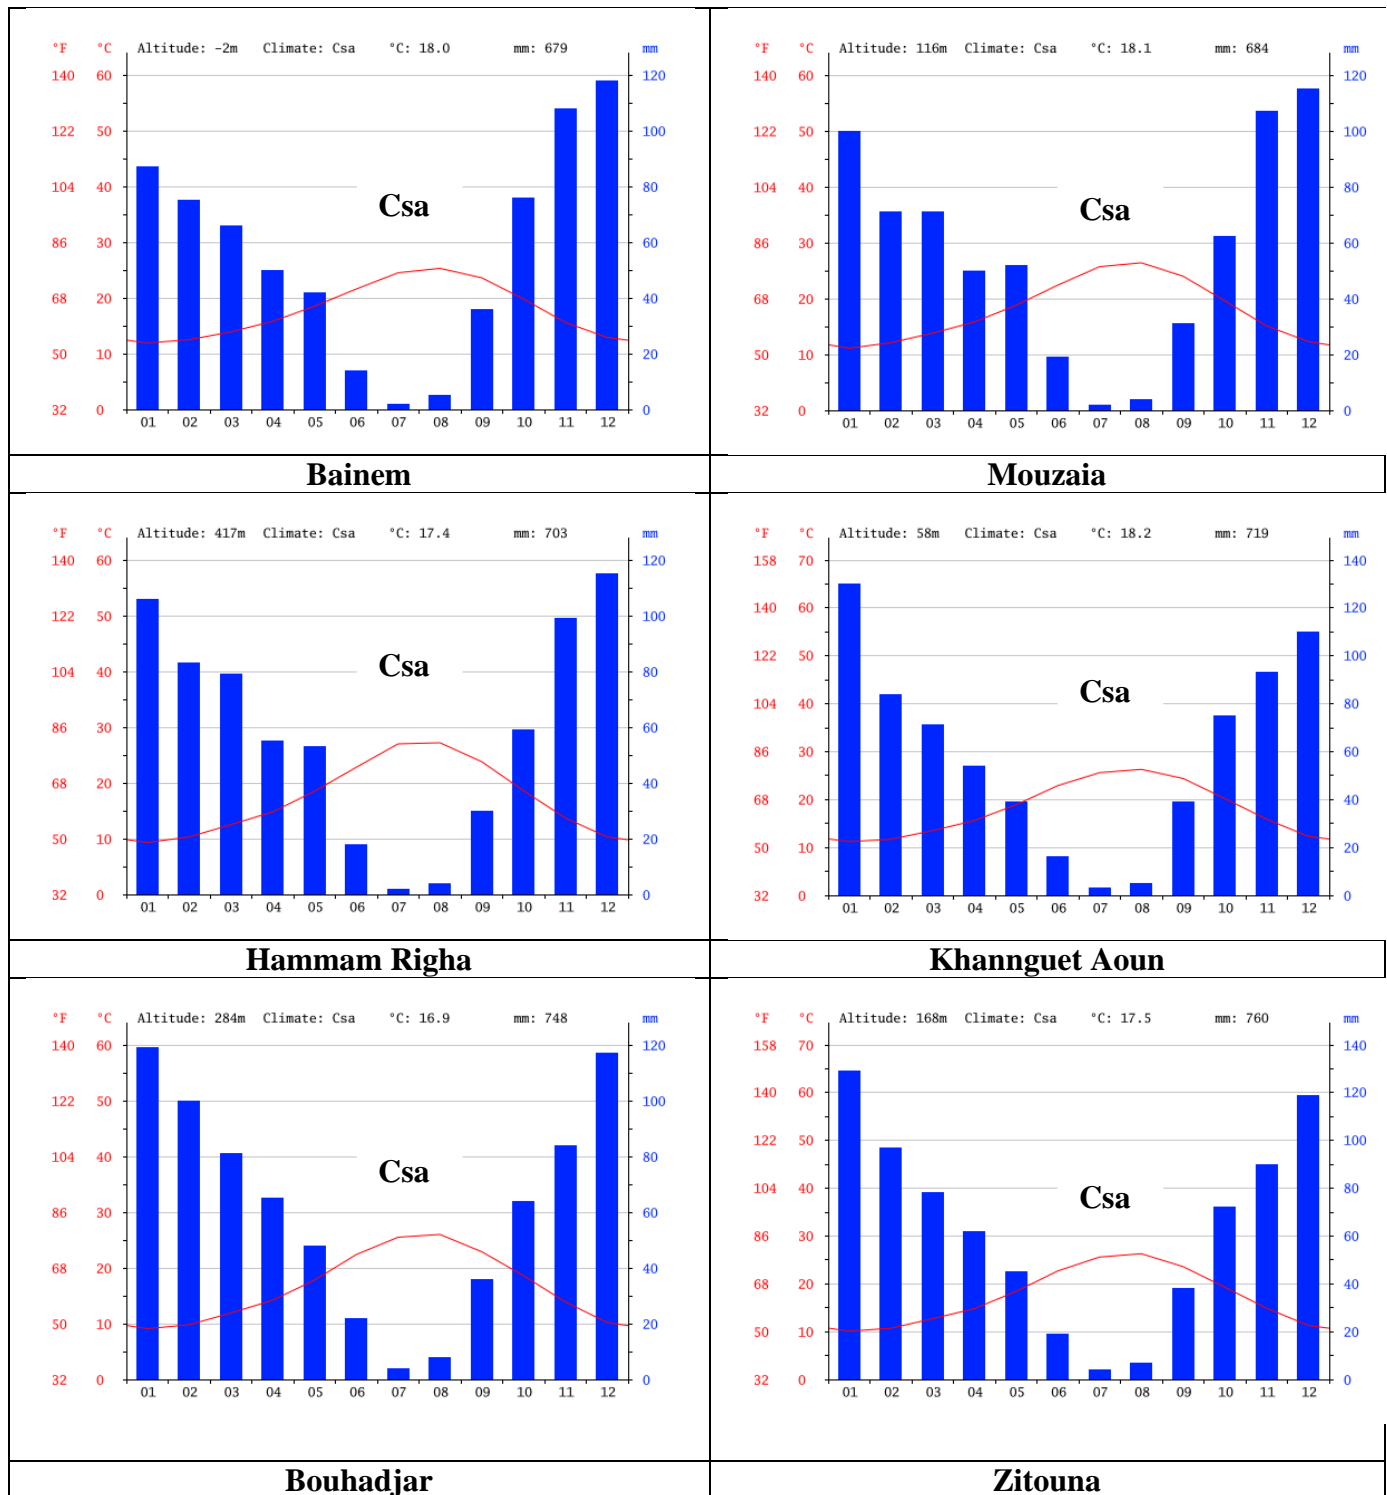 °F °C Altitude: -2m Climate: Csa °C: 18.0 mm: 679 mm
140 60 120
122 50 100
104 40 80
Csa
86 30 60
68 20 40
50 10 20
32 0 0
01 02 03 04 05 06 07 08 09 10 11 12
Bainem
°F °C Altitude: 116m Climate: Csa °C: 18.1 mm: 684 mm
140 60 120
122 50 100
104 40 80
Csa
86 30 60
68 20 40
50 10 20
32 0 0
01 02 03 04 05 06 07 08 09 10 11 12
Mouzaia
°F °C Altitude: 417m Climate: Csa °C: 17.4 mm: 703 mm
140 60 120
122 50 100
Csa
104 40 80
86 30 60
68 20 40
50 10 20
32 0 0
01 02 03 04 05 06 07 08 09 10 11 12
Hammam Righa
°F °C Altitude: 58m Climate: Csa °C: 18.2 mm: 719 mm
158 70 140
140 60 120
122 50 100
Csa
104 40 80
86 30 60
68 20 40
50 10 20
32 0 0
01 02 03 04 05 06 07 08 09 10 11 12
Khannguet Aoun
°F °C Altitude: 284m Climate: Csa °C: 16.9 mm: 748 mm
140 60 120
122 50 100
104 40 80
Csa
86 30 60
68 20 40
50 10 20
32 0 0
01 02 03 04 05 06 07 08 09 10 11 12
Bouhadjar
°F °C Altitude: 168m Climate: Csa °C: 17.5 mm: 760 mm
158 70 140
140 60 120
122 50 100
104 40 80
Csa
86 30 60
68 20 40
50 10 20
32 0 0
01 02 03 04 05 06 07 08 09 10 11 12
Zitouna